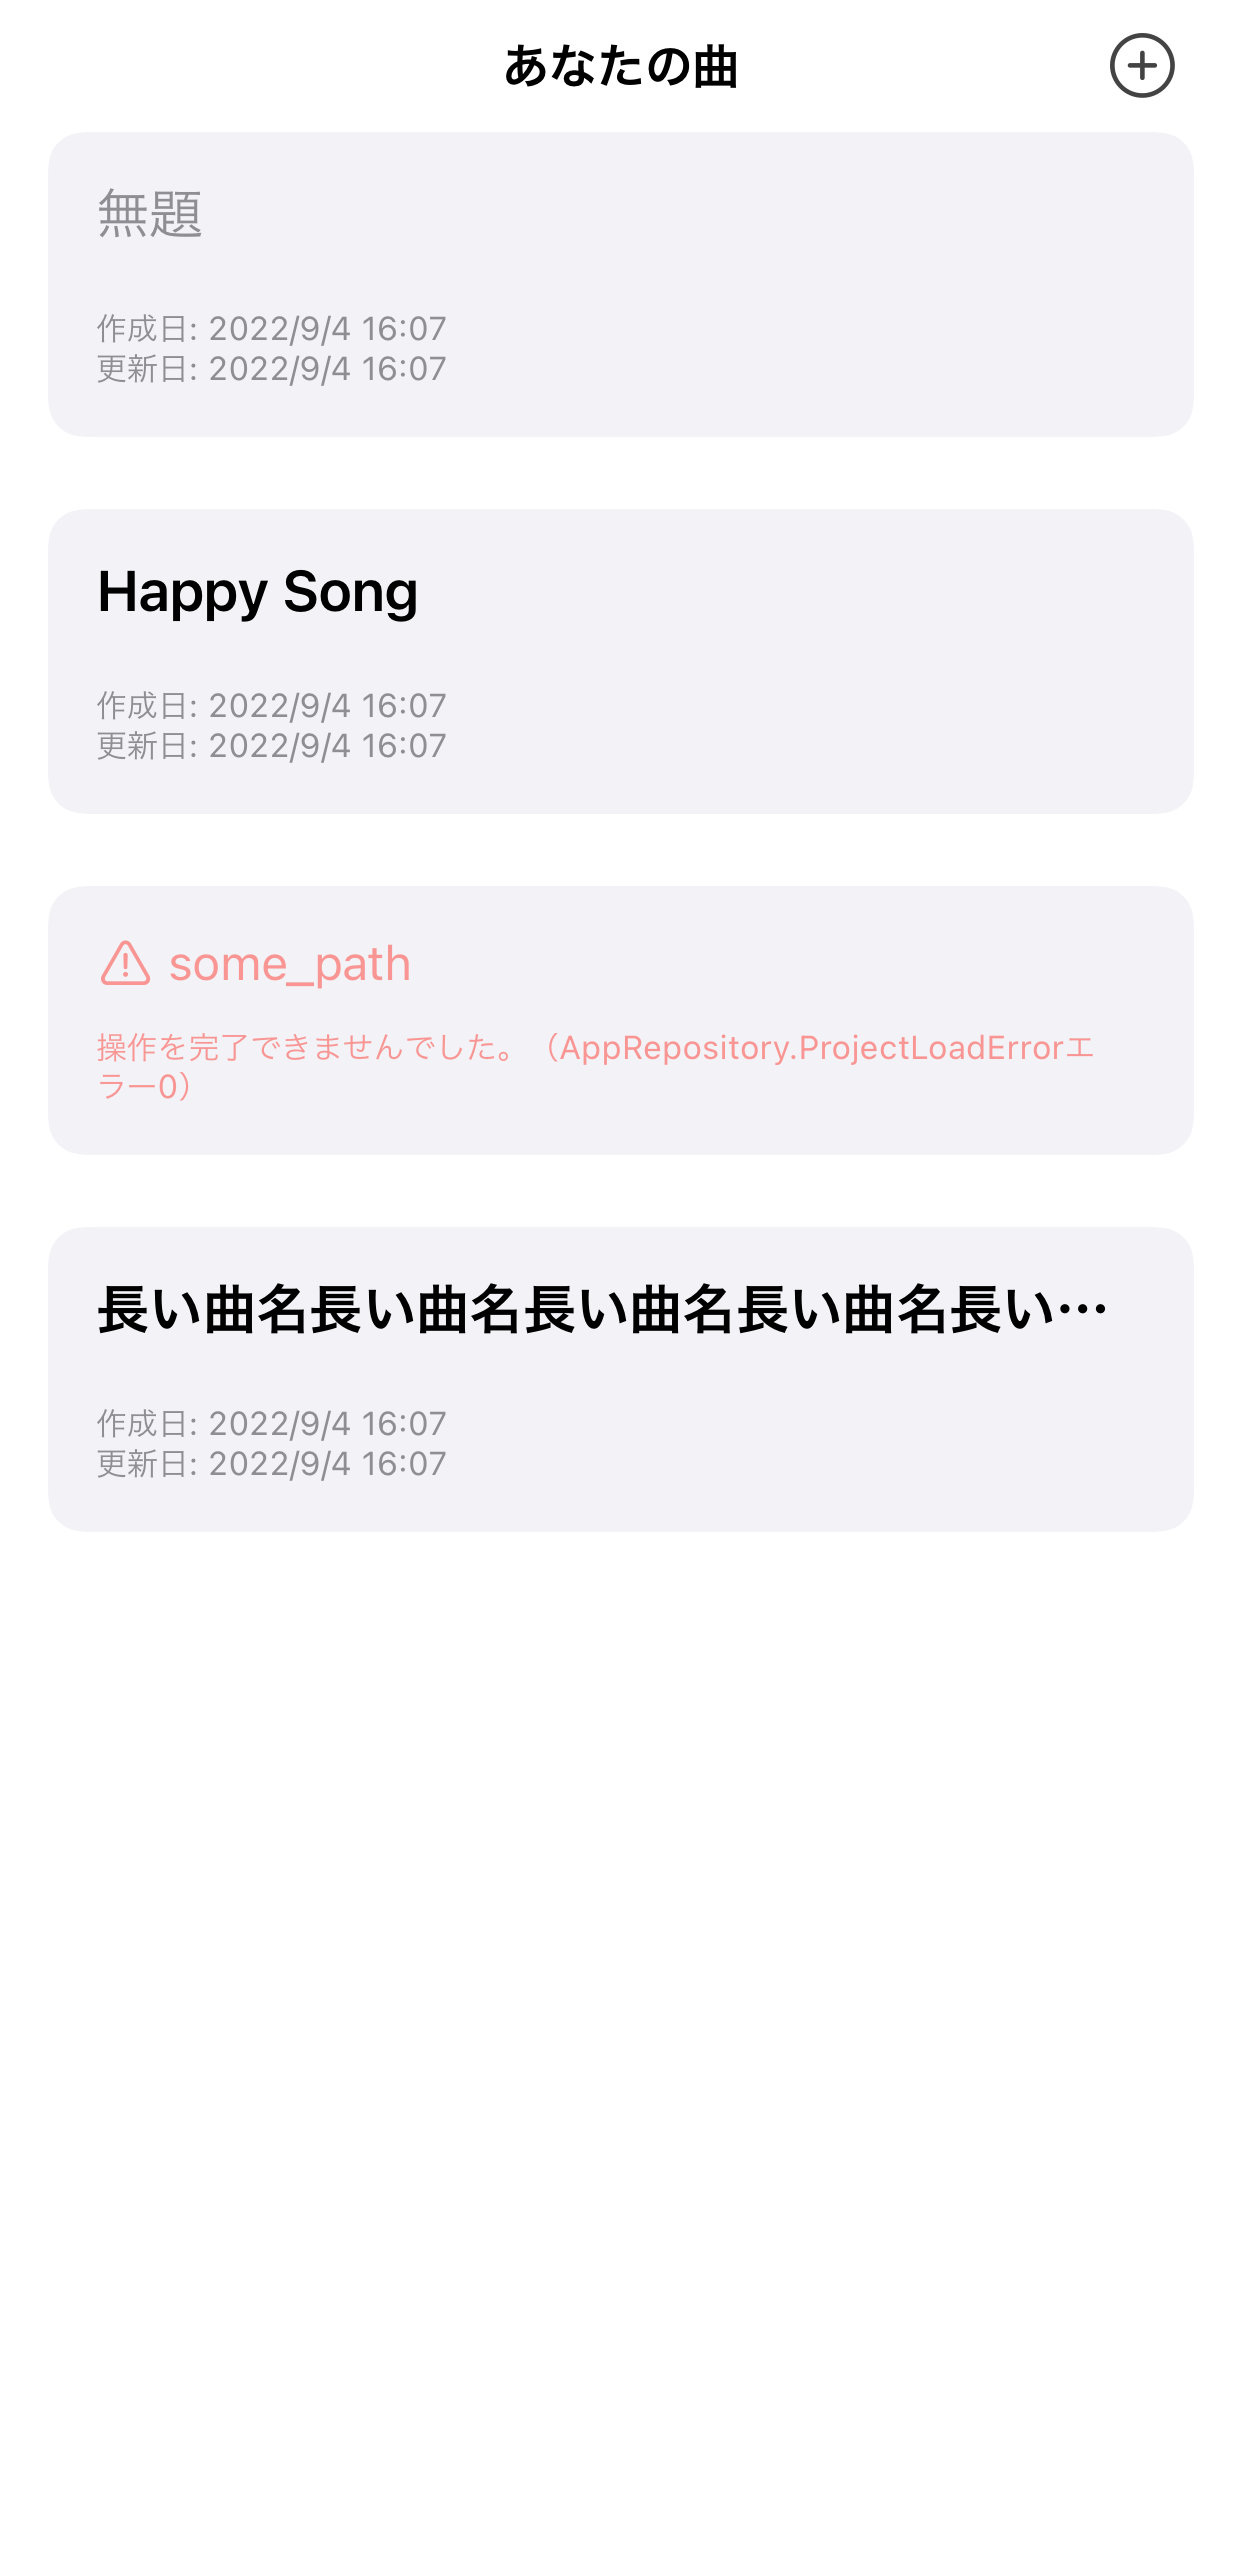 あなたの曲
無題
作成日: 2022/9/4 16:07
更新日: 2022/9/4 16:07
Happy Song
作成日: 2022/9/4 16:07
更新日: 2022/9/4 16:07
some_path
操作を完了できませんでした。（AppRepository.ProjectLoadErrorエ
ラー0）
長い曲名長い曲名長い曲名長い曲名長い…
作成日: 2022/9/4 16:07
更新日: 2022/9/4 16:07